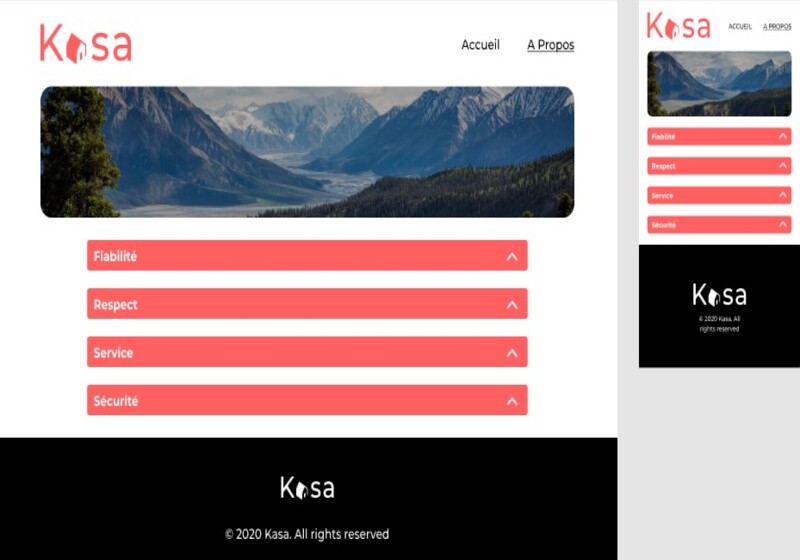 Kasa
Accueil A Propos
Fiabilité
Respect
Service
Sécurité
Kasa
© 2020 Kasa. All rights reserved
Kasa
ACCUEIL A PROPOS
Fiabilité
Respect
Service
Sécurité
Kasa
© 2020 Kasa. All
rights reserved